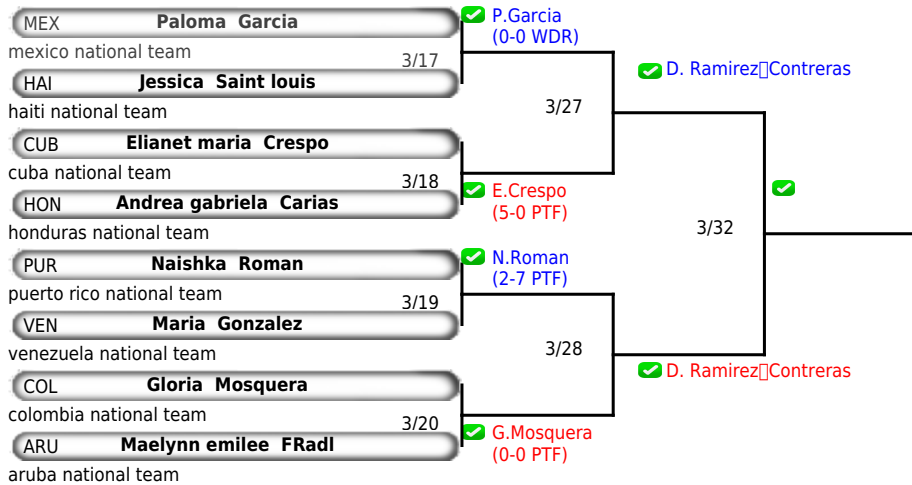 MEX Paloma Garcia
mexico national team
3/17
HAI Jessica Saint louis
haiti national team
CUB Elianet maria Crespo
cuba national team
3/18
HON Andrea gabriela Carias
honduras national team
PUR Naishka Roman
puerto rico national team
3/19
VEN Maria Gonzalez
venezuela national team
COL Gloria Mosquera
colombia national team
3/20
ARU Maelynn emilee FRadl
aruba national team
P.Garcia
(0-0 WDR)
3/27
E.Crespo
(5-0 PTF)
N.Roman
(2-7 PTF)
3/28
G.Mosquera
(0-0 PTF)
D. Ramirez▯Contreras
3/32
D. Ramirez▯Contreras